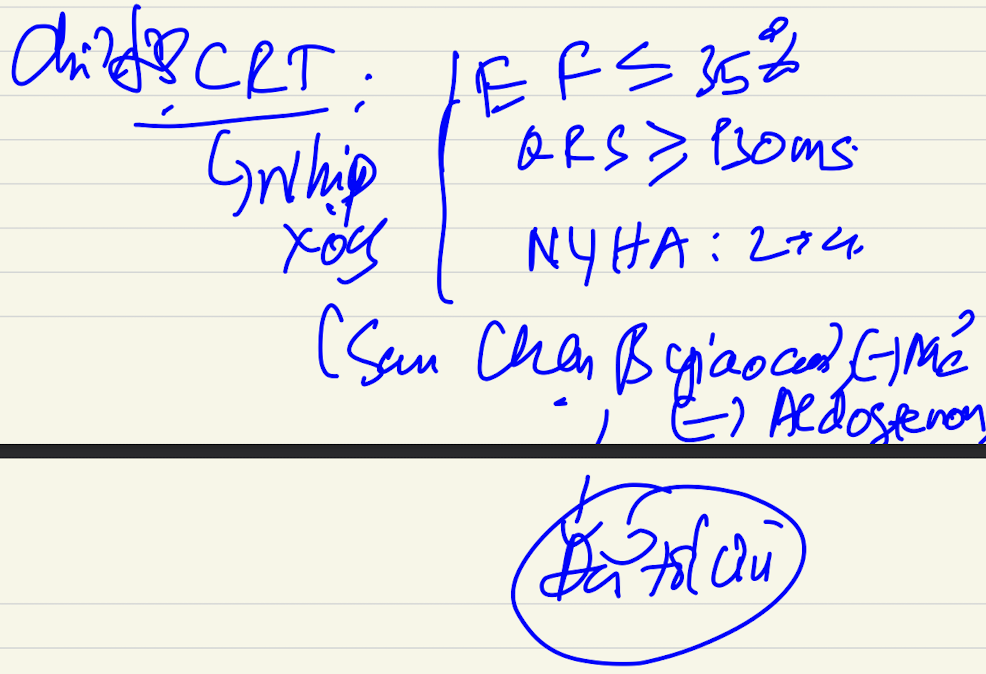 Chỉ định CRT :
EF ≤ 35%
QRS ≥ 130ms
Nhịp xoang
NYHA : 2 → 4.
(Sau Chẹn β giao cảm, (-) MC
, (-) Aldosteron
tối ưu